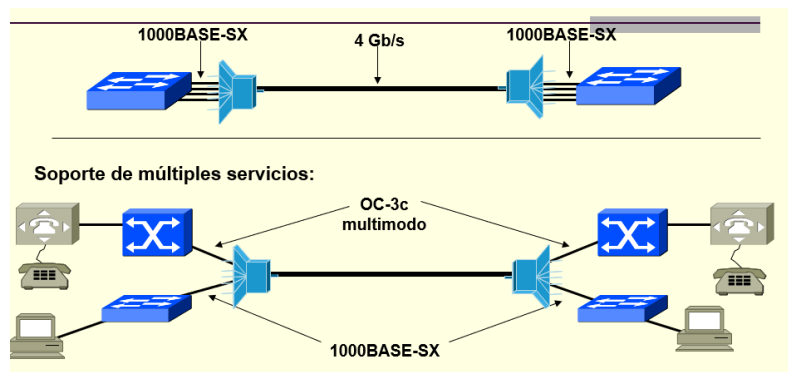 1000BASE-SX
4 Gb/s
1000BASE-SX
Soporte de múltiples servicios:
OC-3c
multimodo
1000BASE-SX